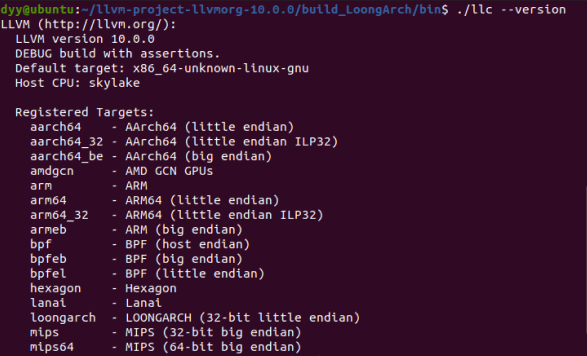 dyy@ubuntu:~/llvm-project-llvmorg-10.0.0/build_LoongArch/bin$ ./llc --version
LLVM (http://llvm.org/):
  LLVM version 10.0.0
  DEBUG build with assertions.
  Default target: x86_64-unknown-linux-gnu
  Host CPU: skylake

  Registered Targets:
    aarch64    - AArch64 (little endian)
    aarch64_32 - AArch64 (little endian ILP32)
    aarch64_be - AArch64 (big endian)
    amdgcn     - AMD GCN GPUs
    arm        - ARM
    arm64      - ARM64 (little endian)
    arm64_32   - ARM64 (little endian ILP32)
    armeb      - ARM (big endian)
    bpf        - BPF (host endian)
    bpfeb      - BPF (big endian)
    bpfel      - BPF (little endian)
    hexagon    - Hexagon
    lanai      - Lanai
    loongarch  - LOONGARCH (32-bit little endian)
    mips       - MIPS (32-bit big endian)
    mips64     - MIPS (64-bit big endian)